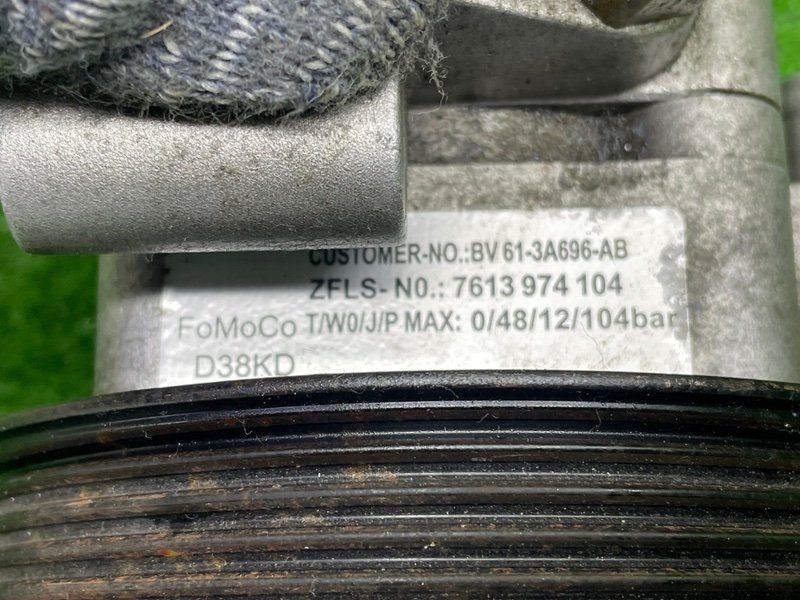 CUSTOMER-NO.:BV 61-3A696-AB
ZFLS- N0.: 7613 974 104
FoMoCo T/W0/J/P MAX: 0/48/12/104bar
D38KD